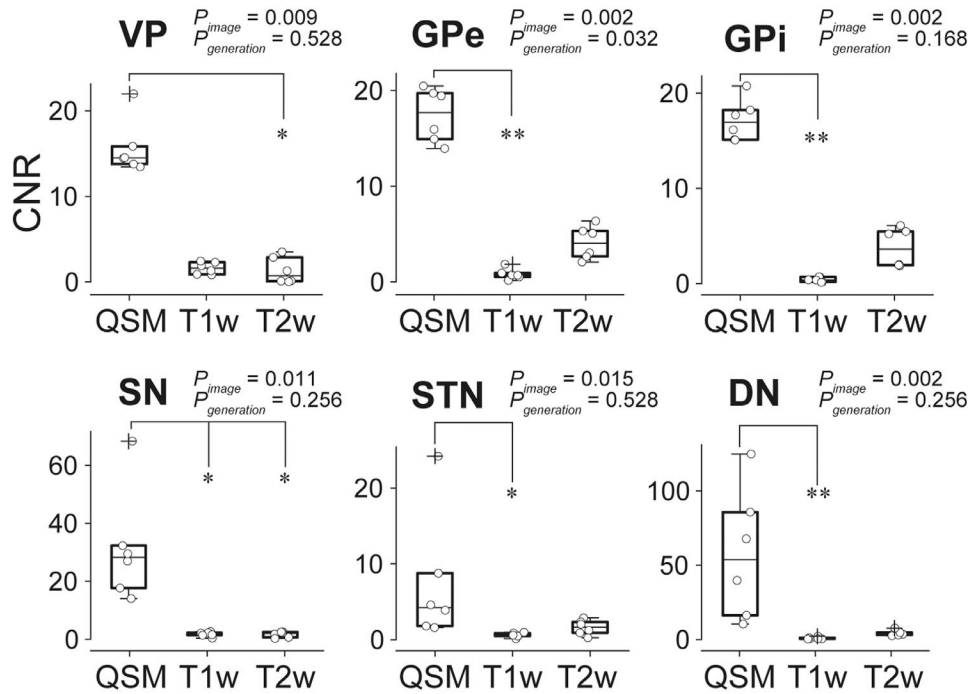 VP
P_image = 0.009
P_generation = 0.528
GPe
P_image = 0.002
P_generation = 0.032
GPi
P_image = 0.002
P_generation = 0.168
CNR
20
10
0
*
QSM T1w T2w
20
10
0
**
QSM T1w T2w
20
10
0
**
QSM T1w T2w
SN
P_image = 0.011
P_generation = 0.256
STN
P_image = 0.015
P_generation = 0.528
DN
P_image = 0.002
P_generation = 0.256
60
40
20
0
* *
QSM T1w T2w
20
10
0
*
QSM T1w T2w
100
50
0
**
QSM T1w T2w